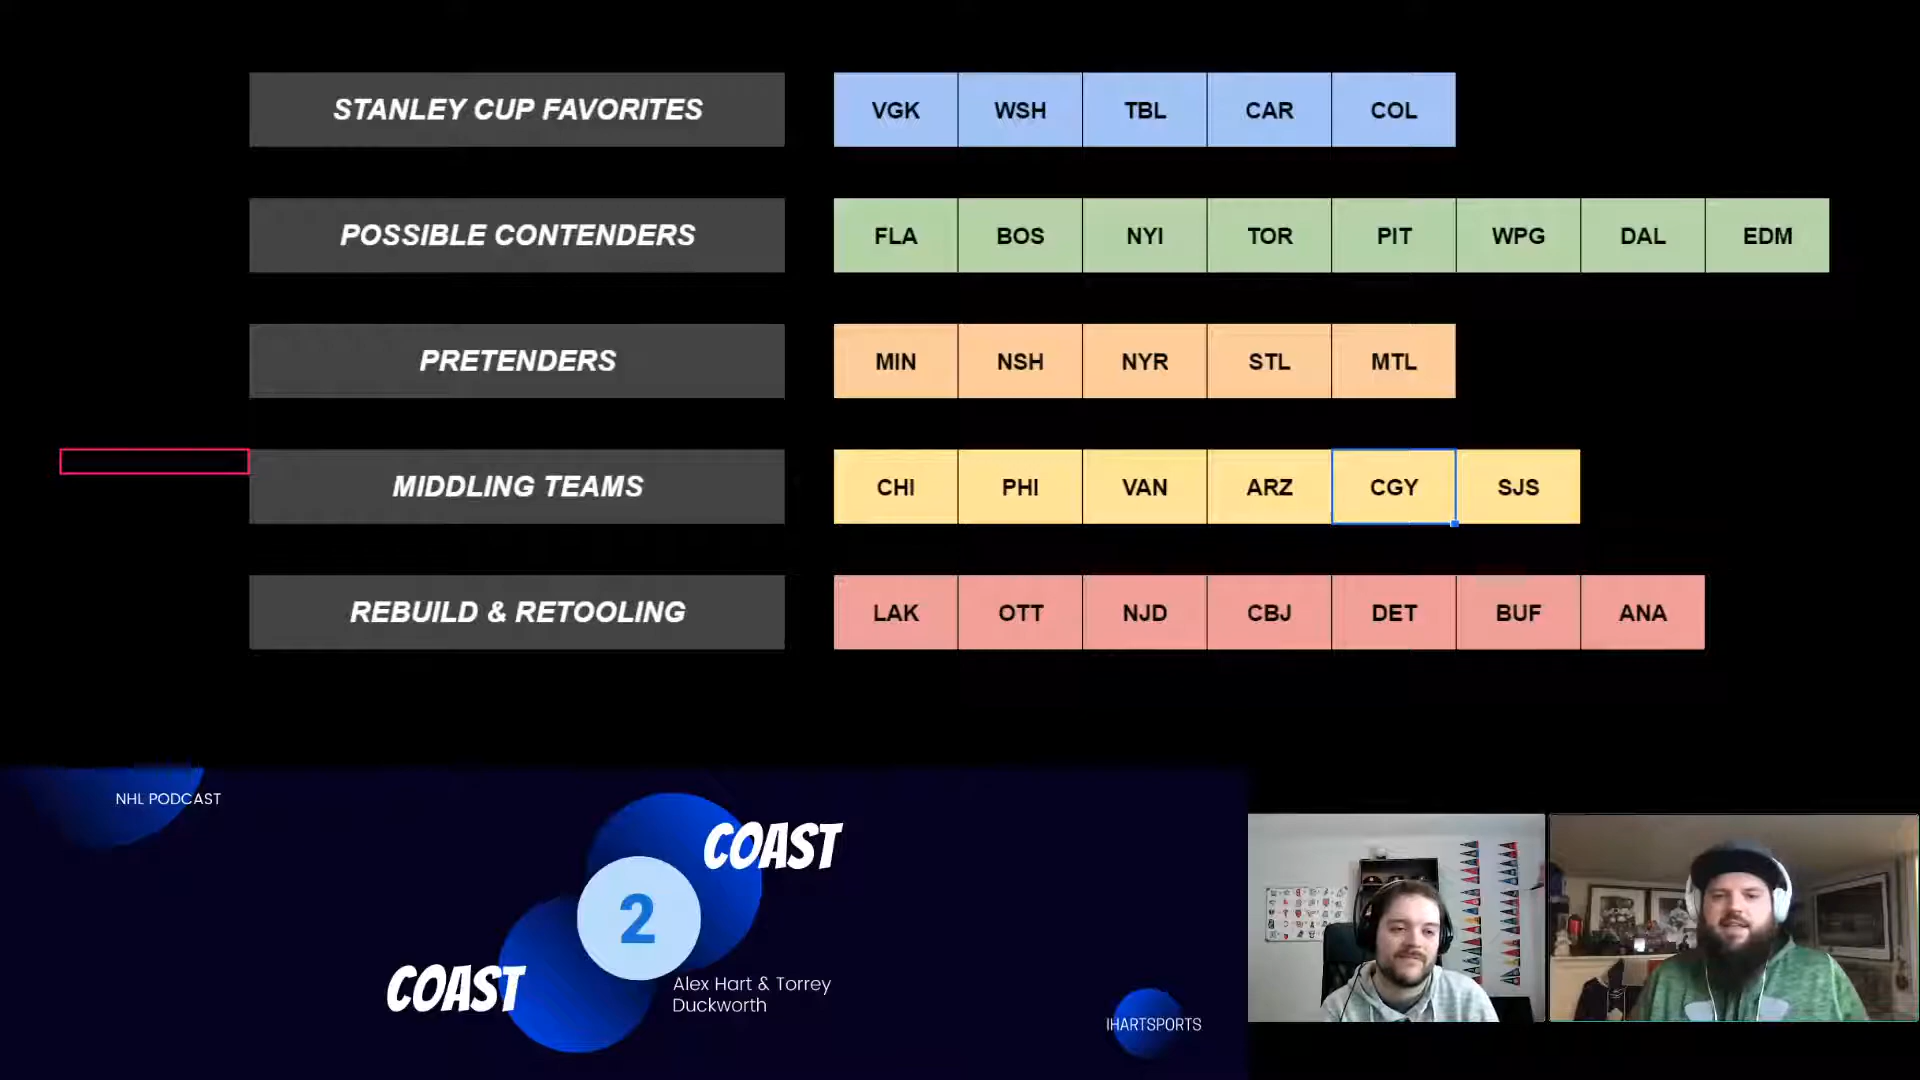 STANLEY CUP FAVORITES VGK WSH TBL CAR COL
POSSIBLE CONTENDERS FLA BOS NYI TOR PIT WPG DAL EDM
PRETENDERS MIN NSH NYR STL MTL
MIDDLING TEAMS CHI PHI VAN ARZ CGY SJS
REBUILD & RETOOLING LAK OTT NJD CBJ DET BUF ANA
NHL PODCAST
COAST
2
COAST
Alex Hart & Torrey
Duckworth
IHARTSPORTS